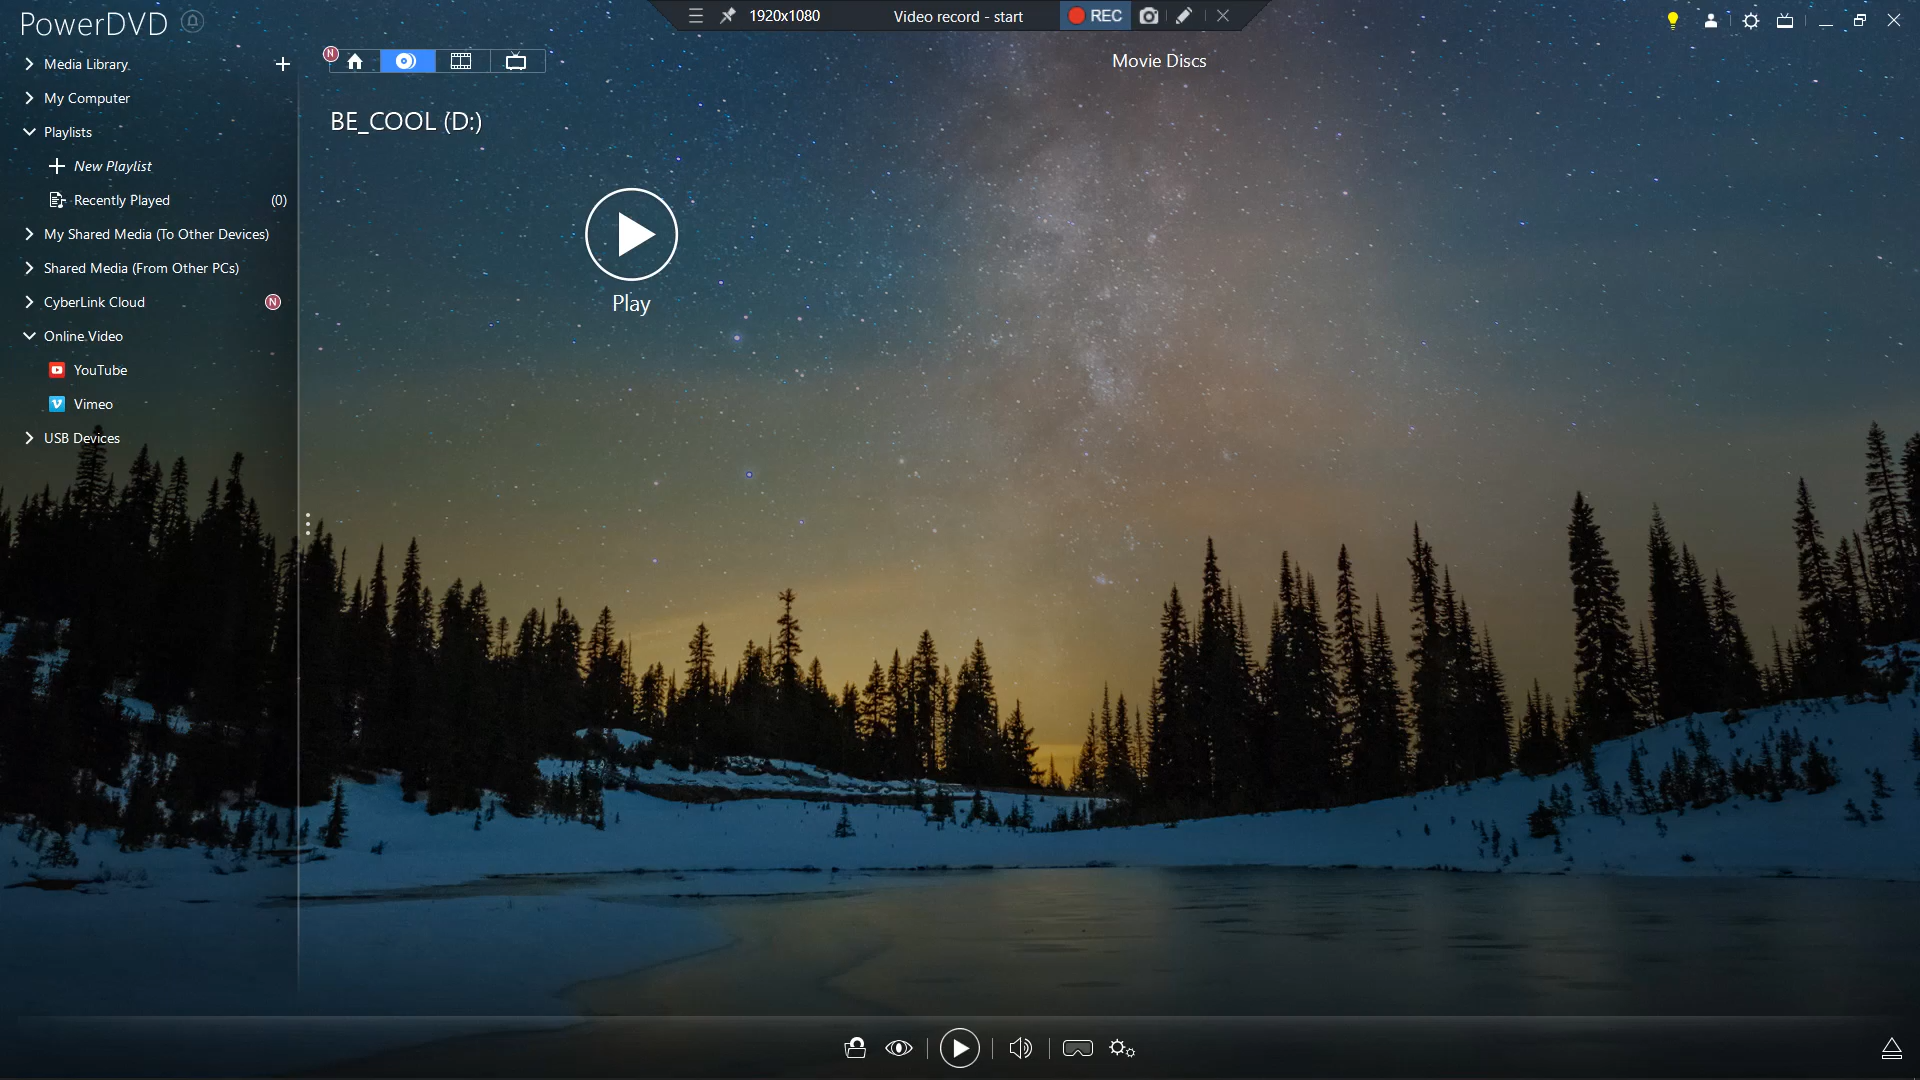 PowerDVD
1920x1080
Video record - start
REC
Media Library
My Computer
Playlists
New Playlist
Recently Played
(0)
My Shared Media (To Other Devices)
Shared Media (From Other PCs)
CyberLink Cloud
N
Online Video
YouTube
Vimeo
USB Devices
N
Movie Discs
BE_COOL (D:)
Play